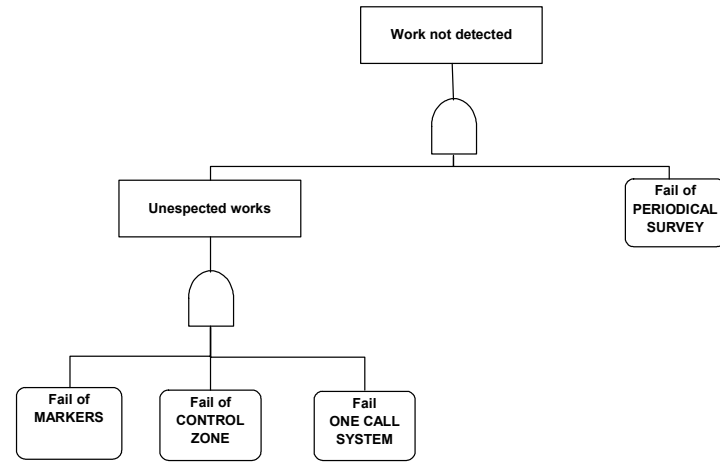 Work not detected
Unespected works
Fail of
PERIODICAL
SURVEY
Fail of
MARKERS
Fail of
CONTROL
ZONE
Fail
ONE CALL
SYSTEM